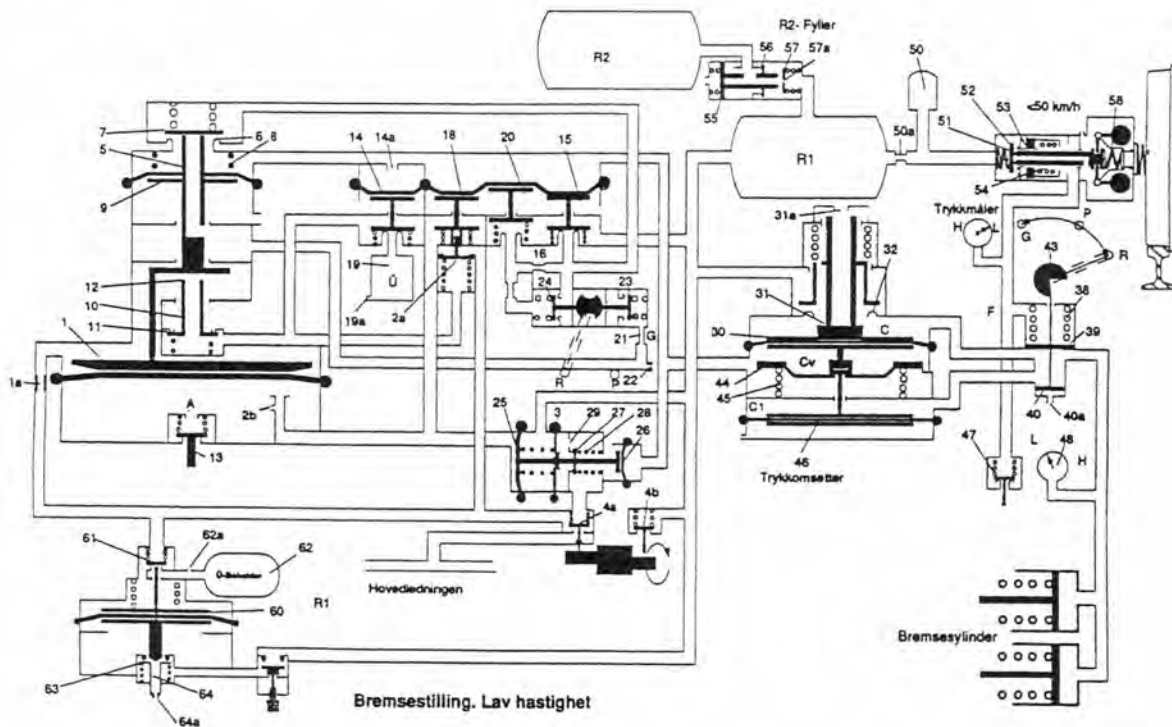 R2- Fyller
56 57 57a
50
R2
<50 km/h
52
53
58
7
6, 8
55
51
5
14 14a 18 20 15
R1
50a
54
9
31a
Trykkmåler
H L
G
P
43
R
19
16
32
12
24 23
38
10
2a
31
F
11
19a
30
C
39
1
21 G
Cv
R
P
22
44
1a
45
40
40a
A
2b
25 3 29 27 28
C1
26
L
47
48
H
13
46
Trykkomsetter
4a
4b
61
62a
62
0-Beholder
Hovedledningen
60
R1
Bremsesylinder
63
64
64a
Bremsestilling. Lav hastighet